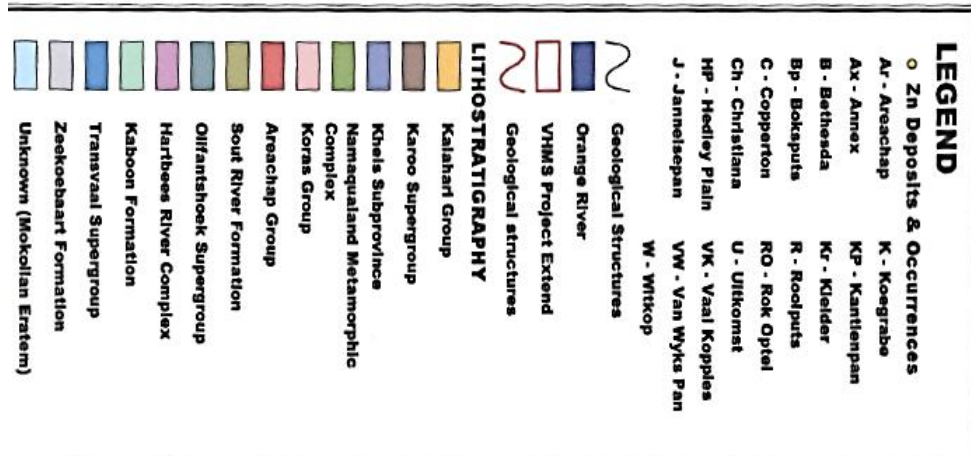 LEGEND
Zn Deposits & Occurrences
Ar - Areachap
Ax - Annex
B - Bethesda
Bp - Boksputs
C - Copperton
Ch - Christiana
HP - Hedley Plain
J - Jannelsepan
K - Koegrabe
KP - Kantienpan
Kr - Kielder
R - Rooiputs
RO - Rok Optel
U - Uitkomst
VK - Vaal Koppies
VW - Van Wyks Pan
W - Witkop
Geological Structures
Orange River
VHMS Project Extend
Geological structures
LITHOSTRATIGRAPHY
Kalahari Group
Karoo Supergroup
Kheis Subprovince
Namaqualand Metamorphic
Complex
Koras Group
Areachap Group
Sout River Formation
Olifantshoek Supergroup
Hartbees River Complex
Kaboon Formation
Transvaal Supergroup
Zeekoebaart Formation
Unknown (Mokolian Eratem)